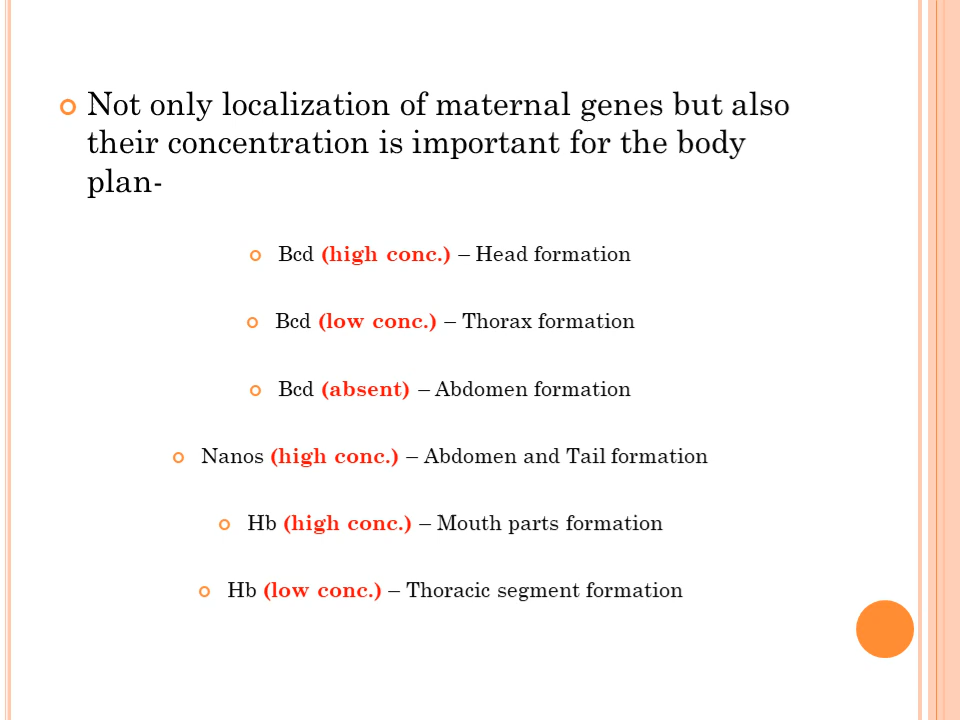 Not only localization of maternal genes but also
their concentration is important for the body
plan-
Bcd (high conc.) – Head formation
Bcd (low conc.) – Thorax formation
Bcd (absent) – Abdomen formation
Nanos (high conc.) – Abdomen and Tail formation
Hb (high conc.) – Mouth parts formation
Hb (low conc.) – Thoracic segment formation